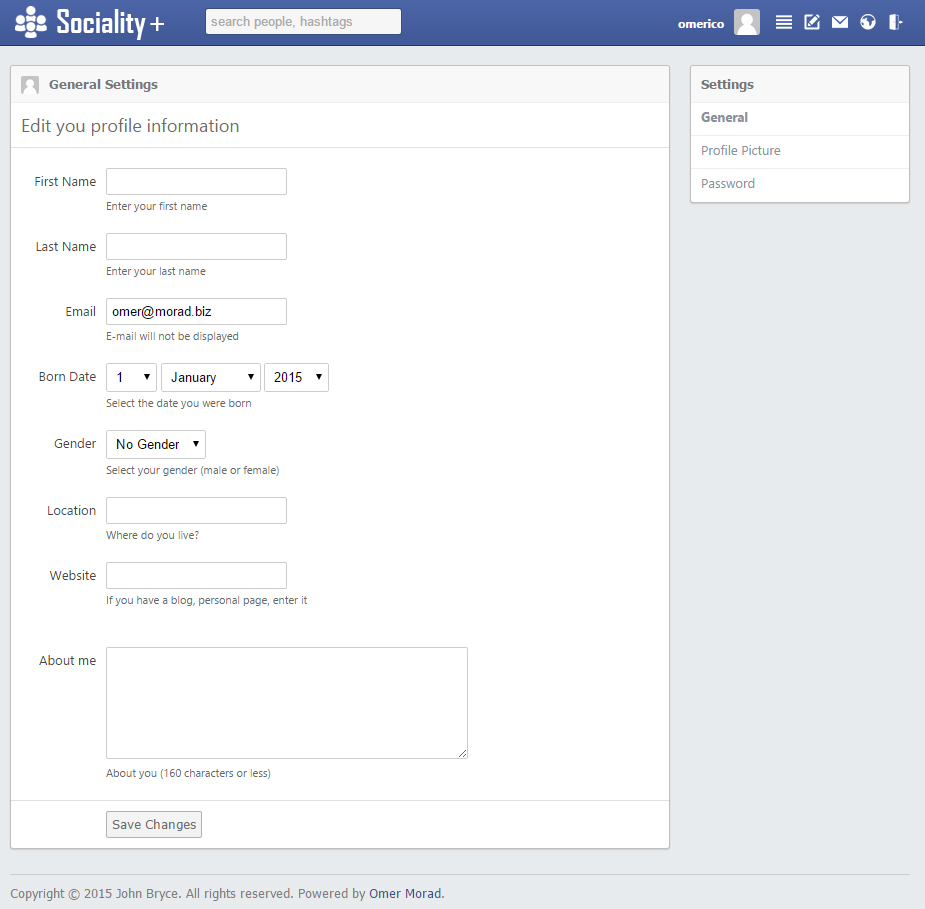 Sociality+
search people, hashtags
omerico
General Settings
Edit you profile information
First Name
Enter your first name
Last Name
Enter your last name
Email
omer@morad.biz
E-mail will not be displayed
Born Date
1 January 2015
Select the date you were born
Gender
No Gender
Select your gender (male or female)
Location
Where do you live?
Website
If you have a blog, personal page, enter it
About me
About you (160 characters or less)
Save Changes
Settings
General
Profile Picture
Password
Copyright © 2015 John Bryce. All rights reserved. Powered by Omer Morad.